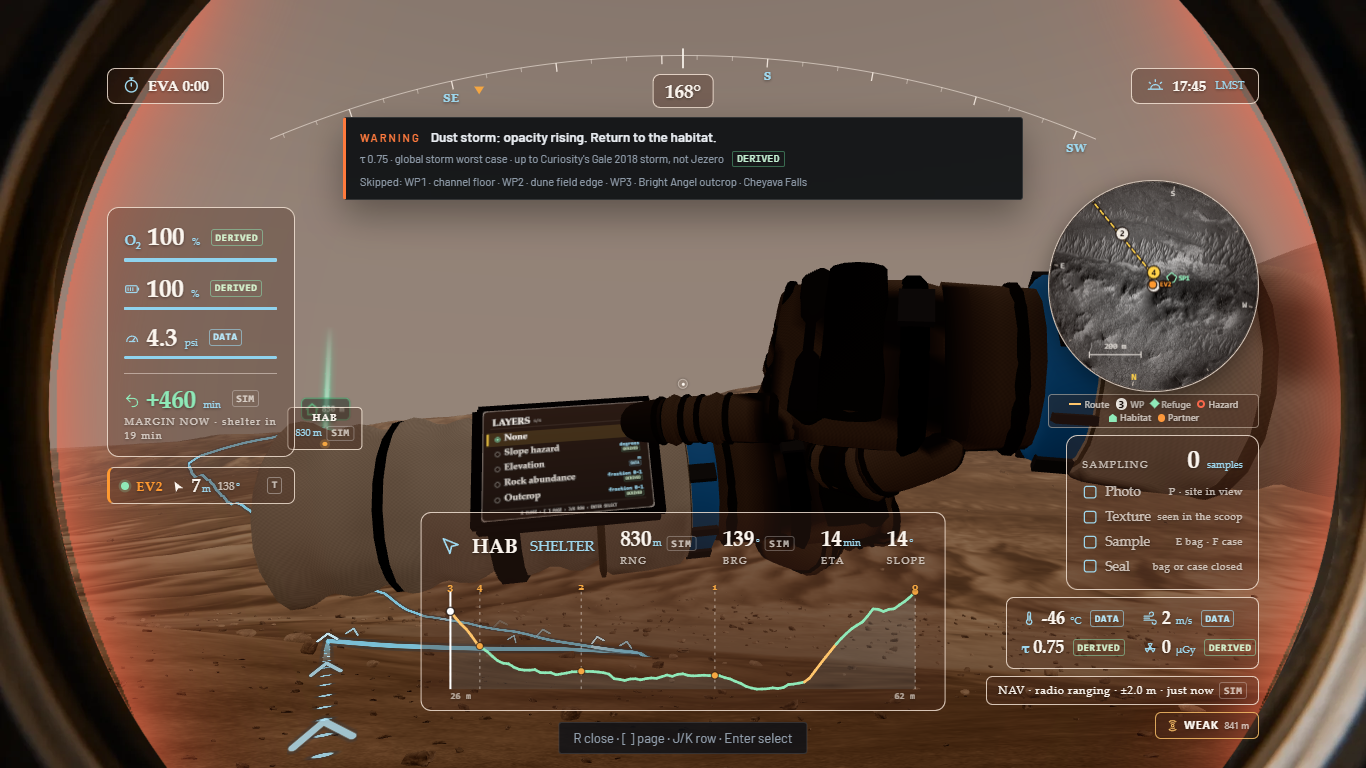 EVA 0:00
SE
168°
S
SW
17:45 LMST
WARNING Dust storm: opacity rising. Return to the habitat.
τ 0.75 · global storm worst case · up to Curiosity's Gale 2018 storm, not Jezero DERIVED
Skipped: WP1 · channel floor · WP2 · dune field edge · WP3 · Bright Angel outcrop · Cheyava Falls
O2 100 % DERIVED
100 % DERIVED
4.3 psi DATA
+460 min SIM
MARGIN NOW · shelter in
19 min
EV2 7m 138° T
HAB
830 m SIM
LAYERS
None
Slope hazard
Elevation
Rock abundance
Outcrop
S
E
W
N
2
4
SP1
EV2
200 m
Route 3 WP Refuge Hazard
Habitat Partner
SAMPLING 0 samples
Photo P · site in view
Texture seen in the scoop
Sample E bag · F case
Seal bag or case closed
HAB SHELTER 830m SIM 139° SIM 14min 14°
RNG BRG ETA SLOPE
3 4 2 1 0
26 m 62 m
-46 °C DATA 2 m/s DATA
τ 0.75 DERIVED 0 µGy DERIVED
NAV · radio ranging · ±2.0 m · just now SIM
WEAK 841 m
R close · [ ] page · J/K row · Enter select